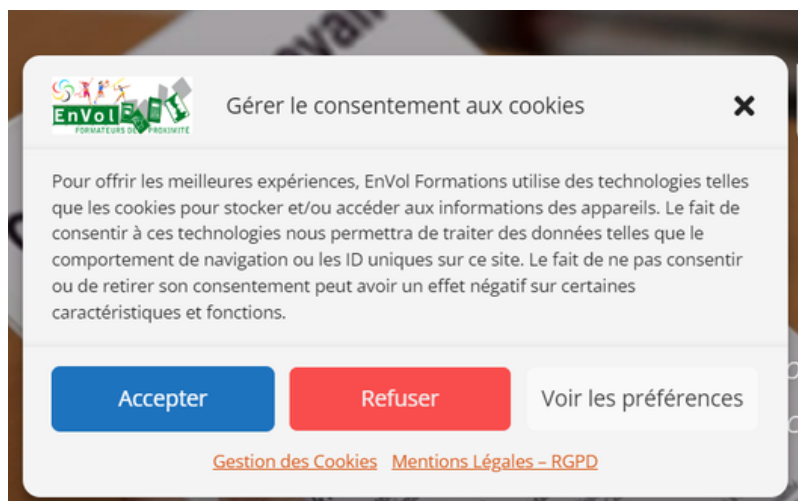 EnVol
FORMATEURS DE PROXIMITÉ
Gérer le consentement aux cookies
Pour offrir les meilleures expériences, EnVol Formations utilise des technologies telles
que les cookies pour stocker et/ou accéder aux informations des appareils. Le fait de
consentir à ces technologies nous permettra de traiter des données telles que le
comportement de navigation ou les ID uniques sur ce site. Le fait de ne pas consentir
ou de retirer son consentement peut avoir un effet négatif sur certaines
caractéristiques et fonctions.
Accepter Refuser Voir les préférences
Gestion des Cookies Mentions Légales – RGPD